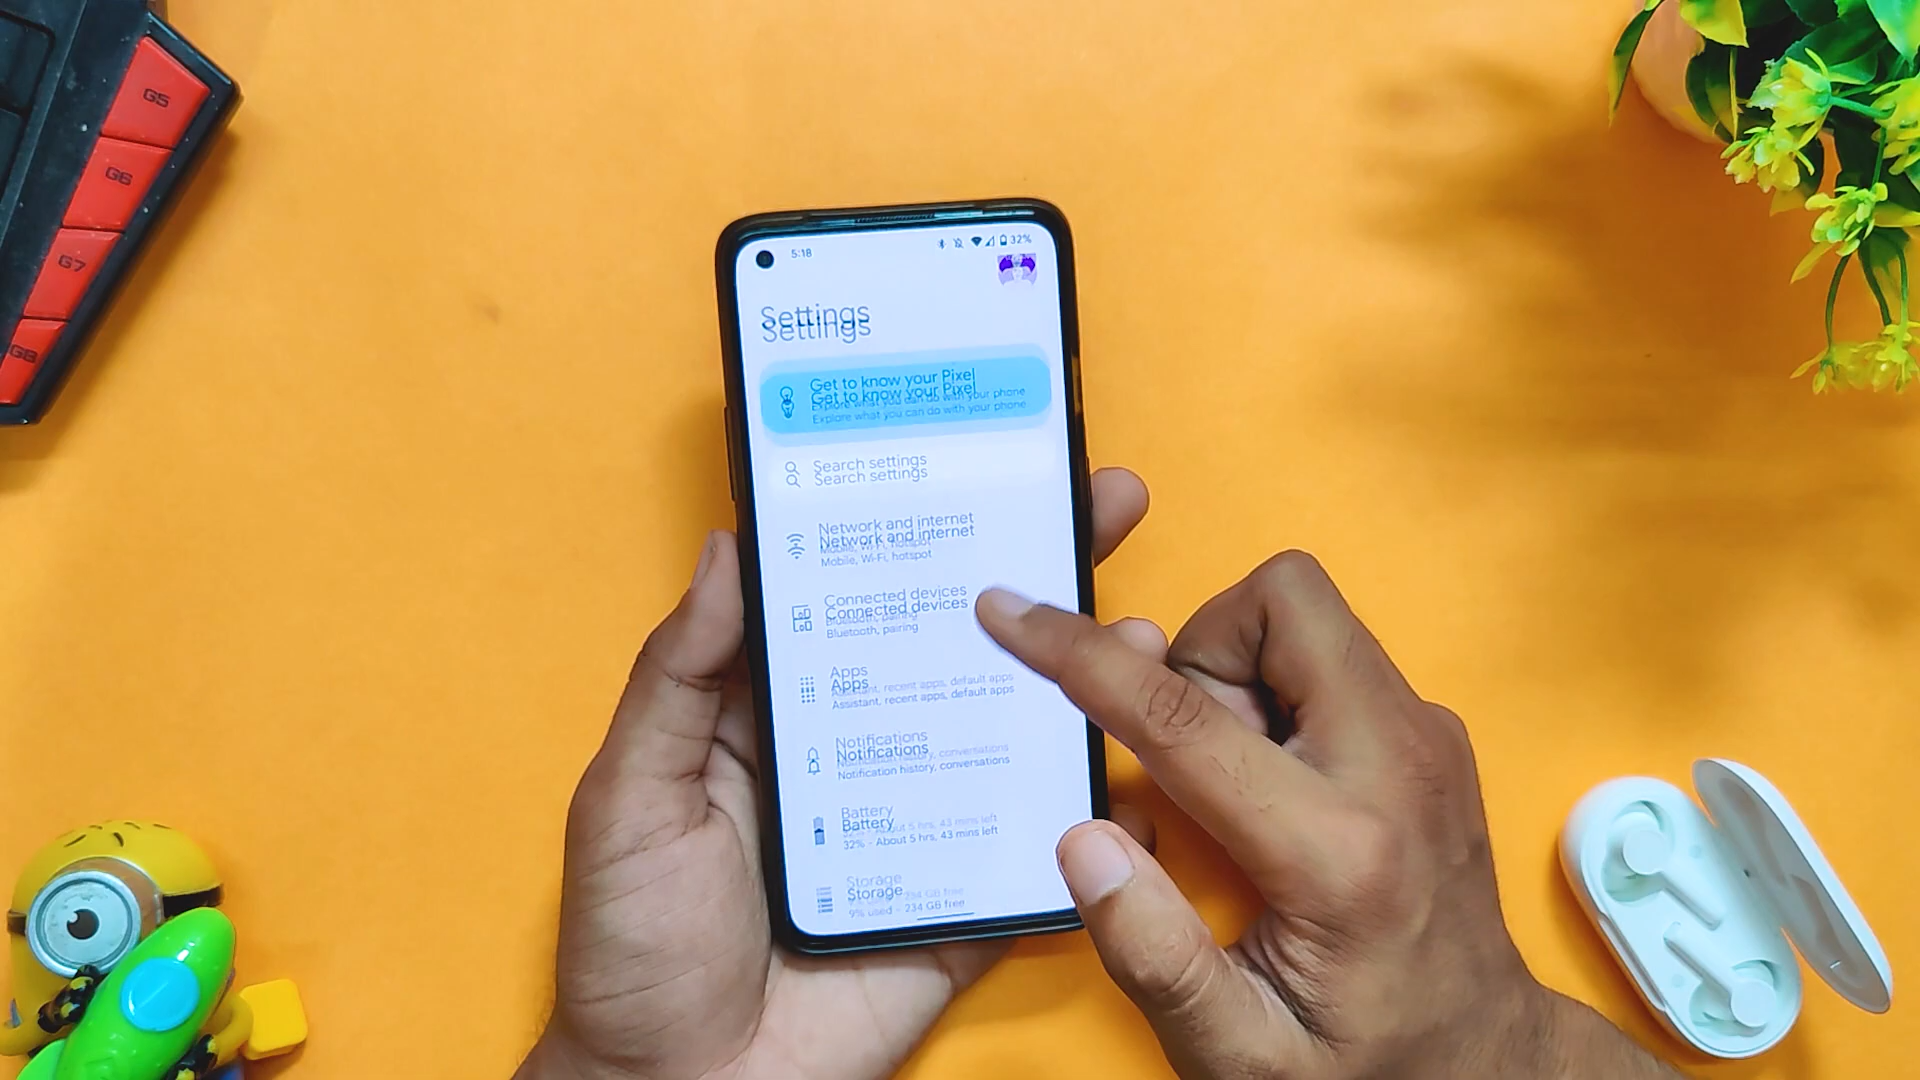 G5
G6
G7
G8
5:18
32%
Settings
Get to know your Pixel
Explore what you can do with your phone
Search settings
Network and internet
Mobile, Wi-Fi, hotspot
Connected devices
Bluetooth, pairing
Apps
Assistant, recent apps, default apps
Notifications
Notification history, conversations
Battery
32% - About 5 hrs, 43 mins left
Storage
9% used - 234 GB free